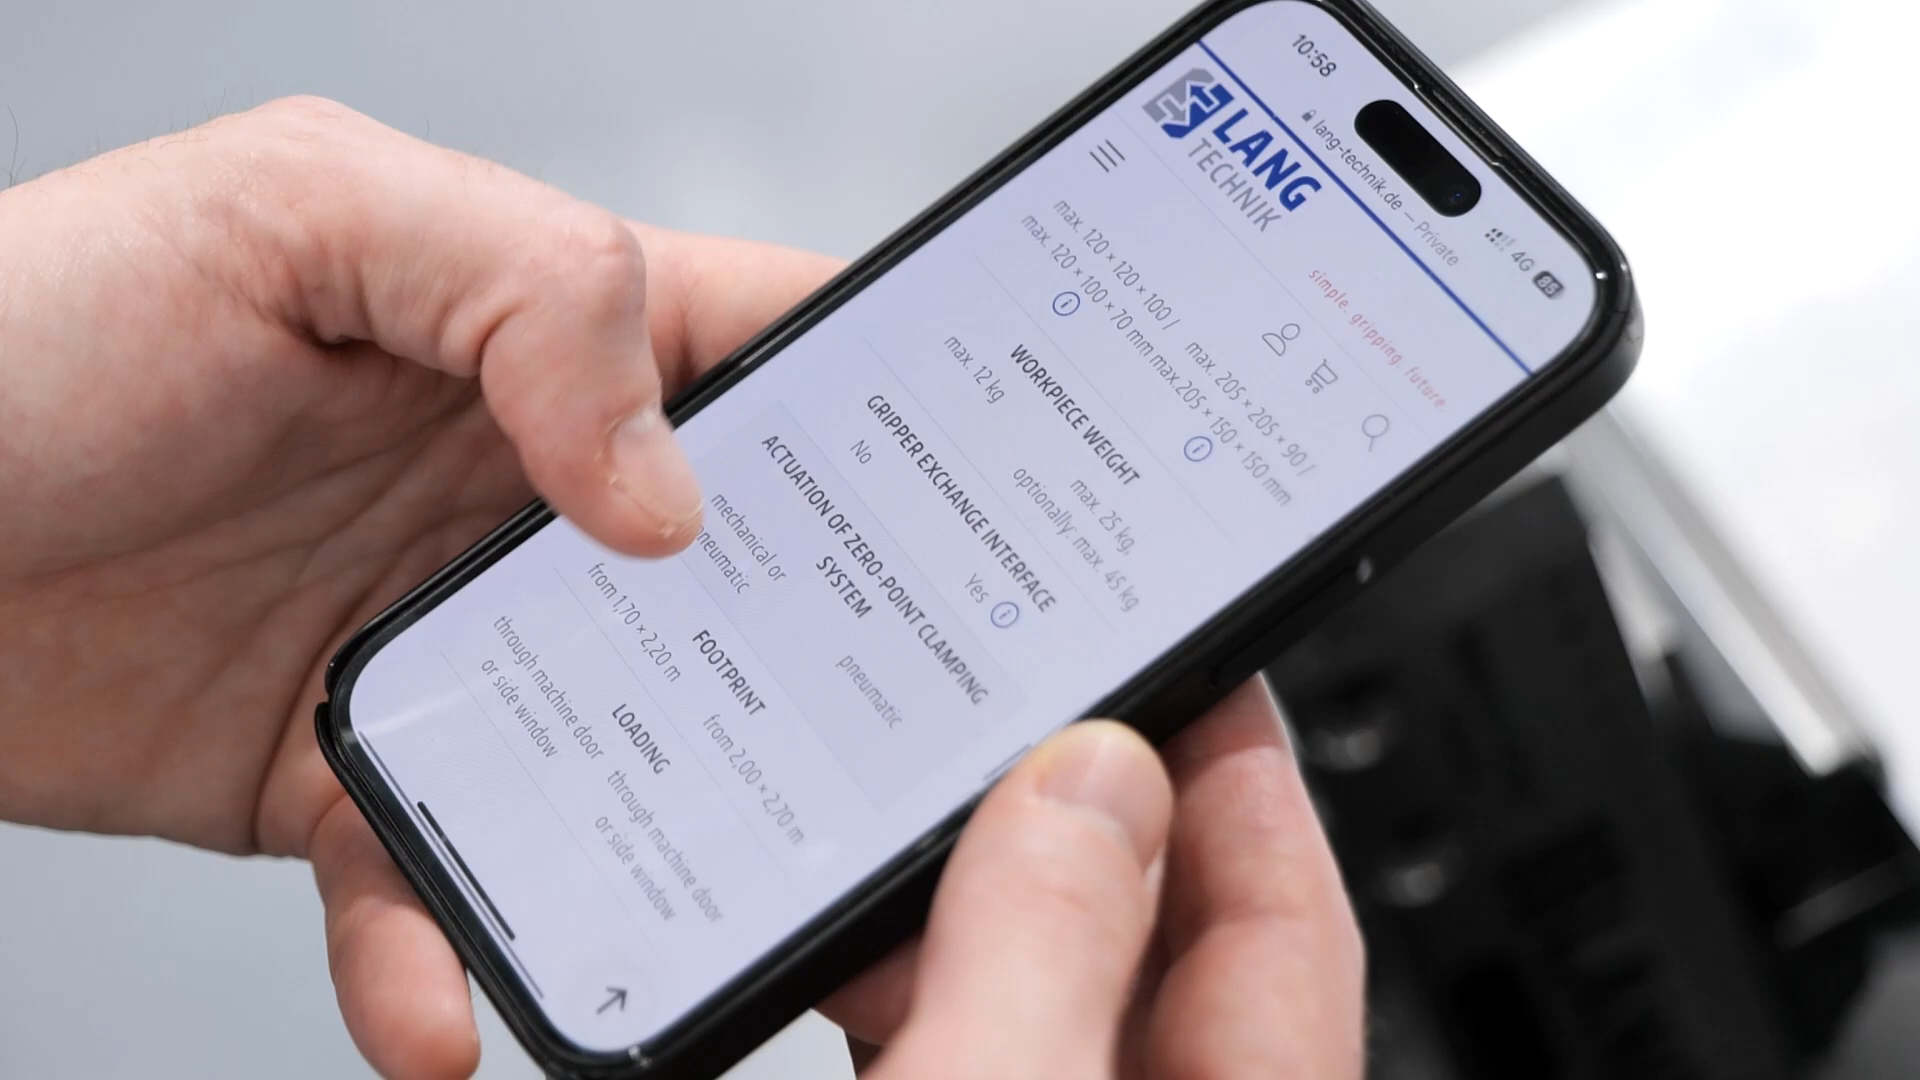 10:58
lang-technik.de — Private
4G
85
LANG
TECHNIK
simple. gripping. future.
max. 120 × 120 × 100 /
max. 120 × 100 × 70 mm
max. 205 × 205 × 90 /
max. 205 × 150 × 150 mm
WORKPIECE WEIGHT
max. 12 kg
max. 25 kg,
optionally: max. 45 kg
GRIPPER EXCHANGE INTERFACE
No
Yes
ACTUATION OF ZERO-POINT CLAMPING
SYSTEM
mechanical or
pneumatic
pneumatic
FOOTPRINT
from 1,70 × 2,20 m
from 2,00 × 2,70 m
LOADING
through machine door
or side window
through machine door
or side window